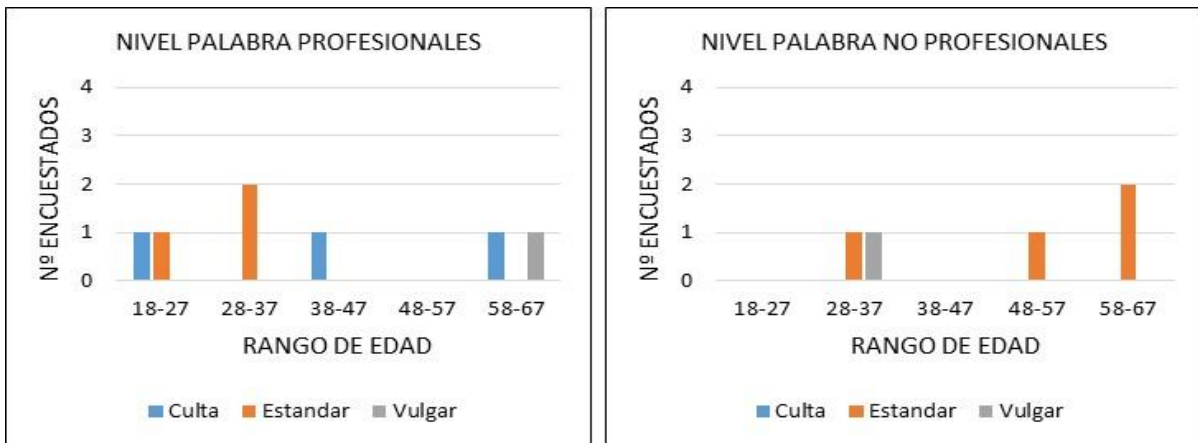 NIVEL PALABRA PROFESIONALES
4
3
2
1
0
Nº ENCUESTADOS
18-27 28-37 38-47 48-57 58-67
RANGO DE EDAD
Culta Estandar Vulgar
NIVEL PALABRA NO PROFESIONALES
4
3
2
1
0
Nº ENCUESTADOS
18-27 28-37 38-47 48-57 58-67
RANGO DE EDAD
Culta Estandar Vulgar